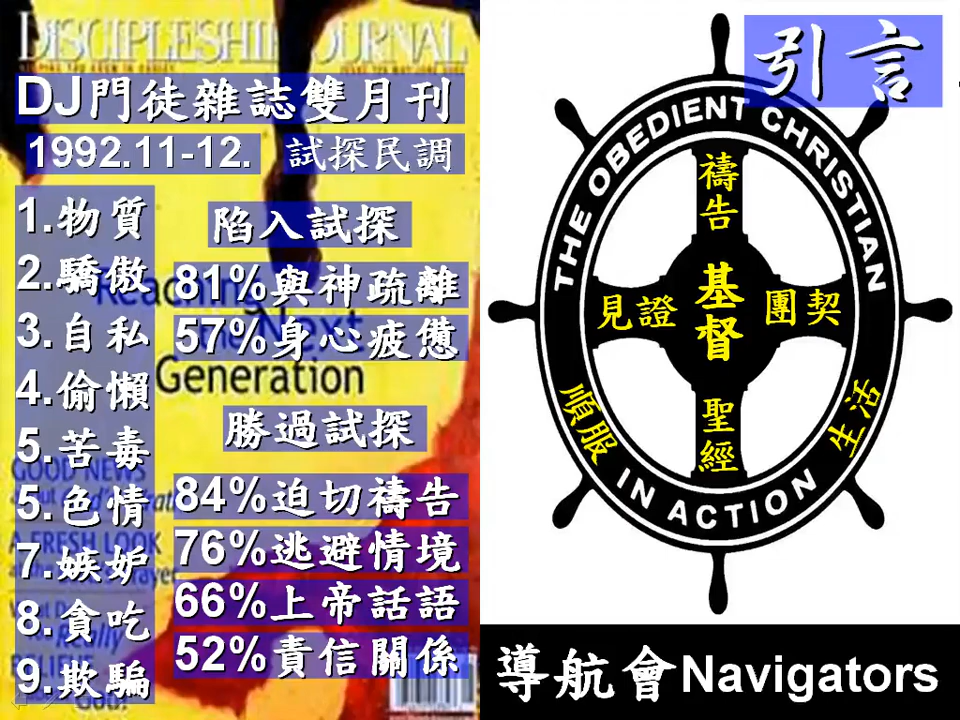 DISCIPLESHIP JOURNAL
DJ門徒雜誌雙月刊
1992.11-12. 試探民調
1.物質
2.驕傲
3.自私
4.偷懶
5.苦毒
5.色情
7.嫉妒
8.貪吃
9.欺騙
陷入試探
81%與神疏離
57%身心疲憊
勝過試探
84%迫切禱告
76%逃避情境
66%上帝話語
52%責信關係
Reaching
Next
Generation
GOOD NEWS
A FRESH LOOK
Really
BELIEVE
引言
THE OBEDIENT CHRISTIAN
IN ACTION
禱告
見證
基督
團契
聖經
順服
生活
導航會Navigators